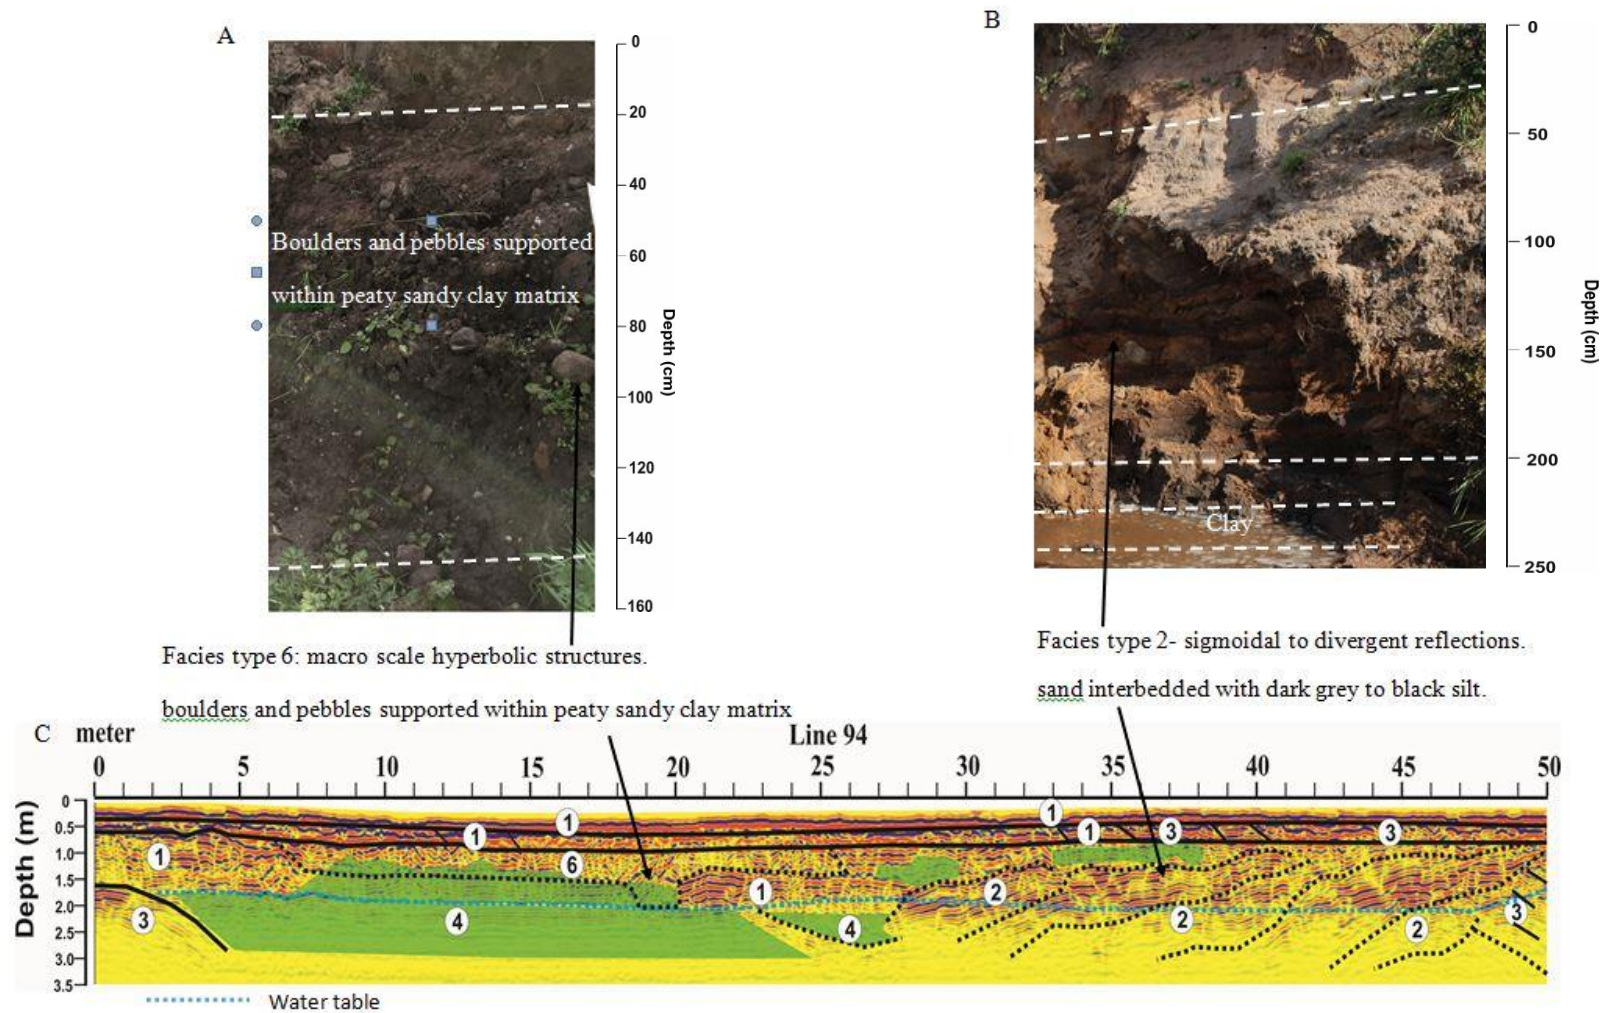 A
0
20
40
Boulders and pebbles supported
60
within peaty sandy clay matrix
80
Depth (cm)
100
120
140
160
B
0
50
100
Depth (cm)
150
200
Clay
250
Facies type 6: macro scale hyperbolic structures.
boulders and pebbles supported within peaty sandy clay matrix
Facies type 2- sigmoidal to divergent reflections.
sand interbedded with dark grey to black silt.
C meter Line 94
0 5 10 15 20 25 30 35 40 45 50
Depth (m)
0
0.5
1.0
1.5
2.0
2.5
3.0
3.5
1 1 1 1 1 3 3
1 6
1 2
3 4 4 2 2 3
Water table